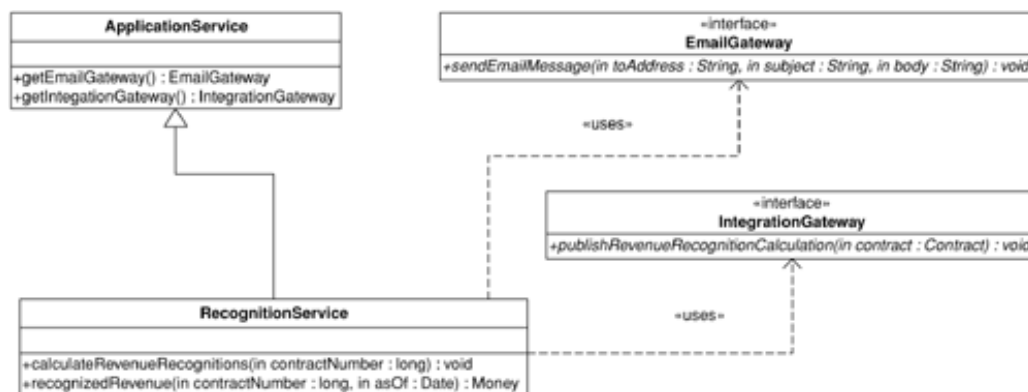 ApplicationService
+getEmailGateway() : EmailGateway
+getIntegationGateway() : IntegrationGateway
«interface»
EmailGateway
+sendEmailMessage(in toAddress : String, in subject : String, in body : String) : void
«uses»
«interface»
IntegrationGateway
+publishRevenueRecognitionCalculation(in contract : Contract) : void
«uses»
RecognitionService
+calculateRevenueRecognitions(in contractNumber : long) : void
+recognizedRevenue(in contractNumber : long, in asOf : Date) : Money